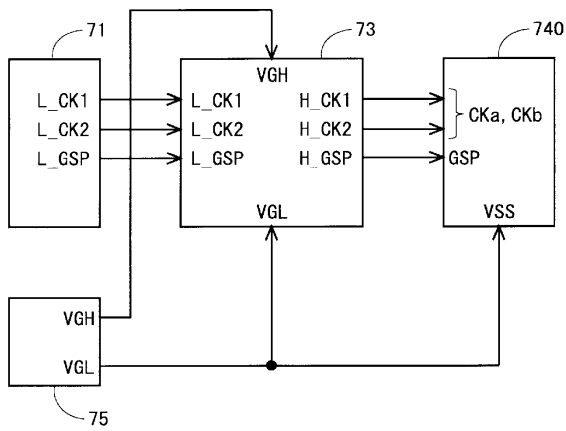 71
73
740
VGH
L_CK1
L_CK1
H_CK1
L_CK2
L_CK2
H_CK2
CKa, CKb
L_GSP
L_GSP
H_GSP
GSP
VGL
VSS
VGH
VGL
75